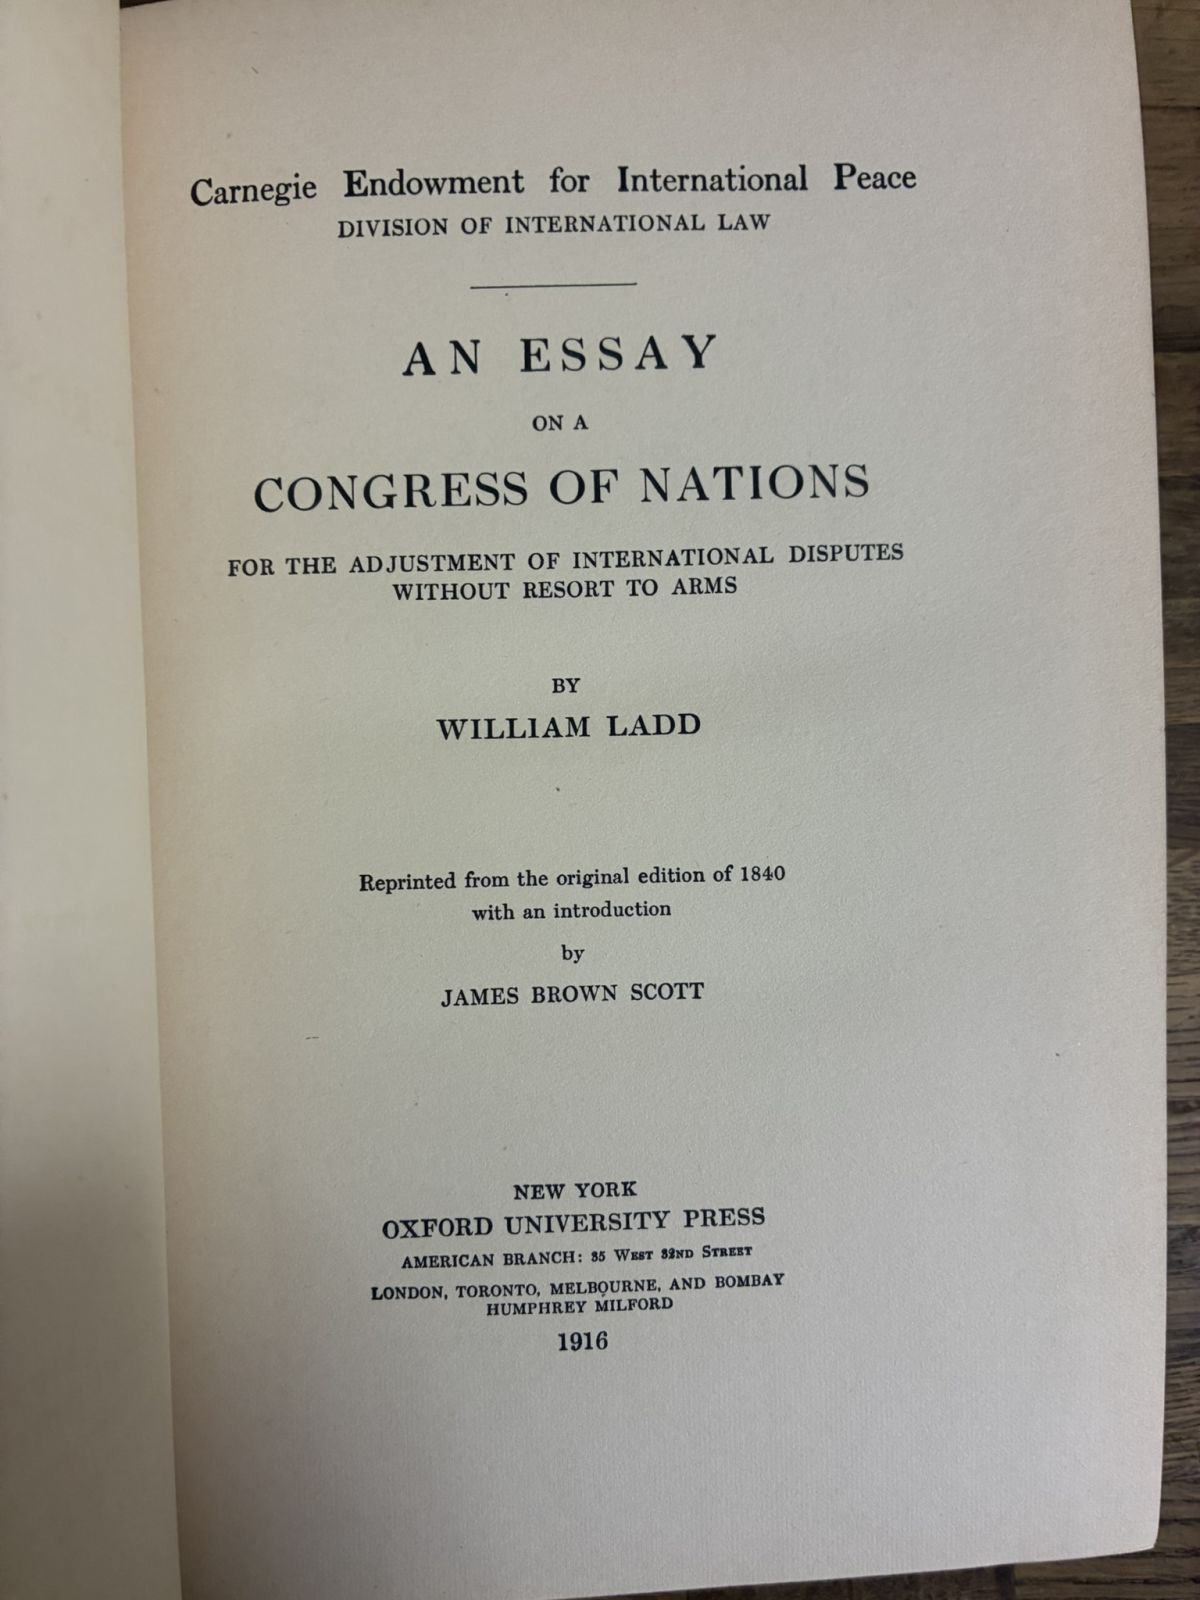 Carnegie Endowment for International Peace
DIVISION OF INTERNATIONAL LAW
AN ESSAY
ON A
CONGRESS OF NATIONS
FOR THE ADJUSTMENT OF INTERNATIONAL DISPUTES
WITHOUT RESORT TO ARMS
BY
WILLIAM LADD
Reprinted from the original edition of 1840
with an introduction
by
JAMES BROWN SCOTT
NEW YORK
OXFORD UNIVERSITY PRESS
AMERICAN BRANCH: 35 WEST 32ND STREET
LONDON, TORONTO, MELBOURNE, AND BOMBAY
HUMPHREY MILFORD
1916